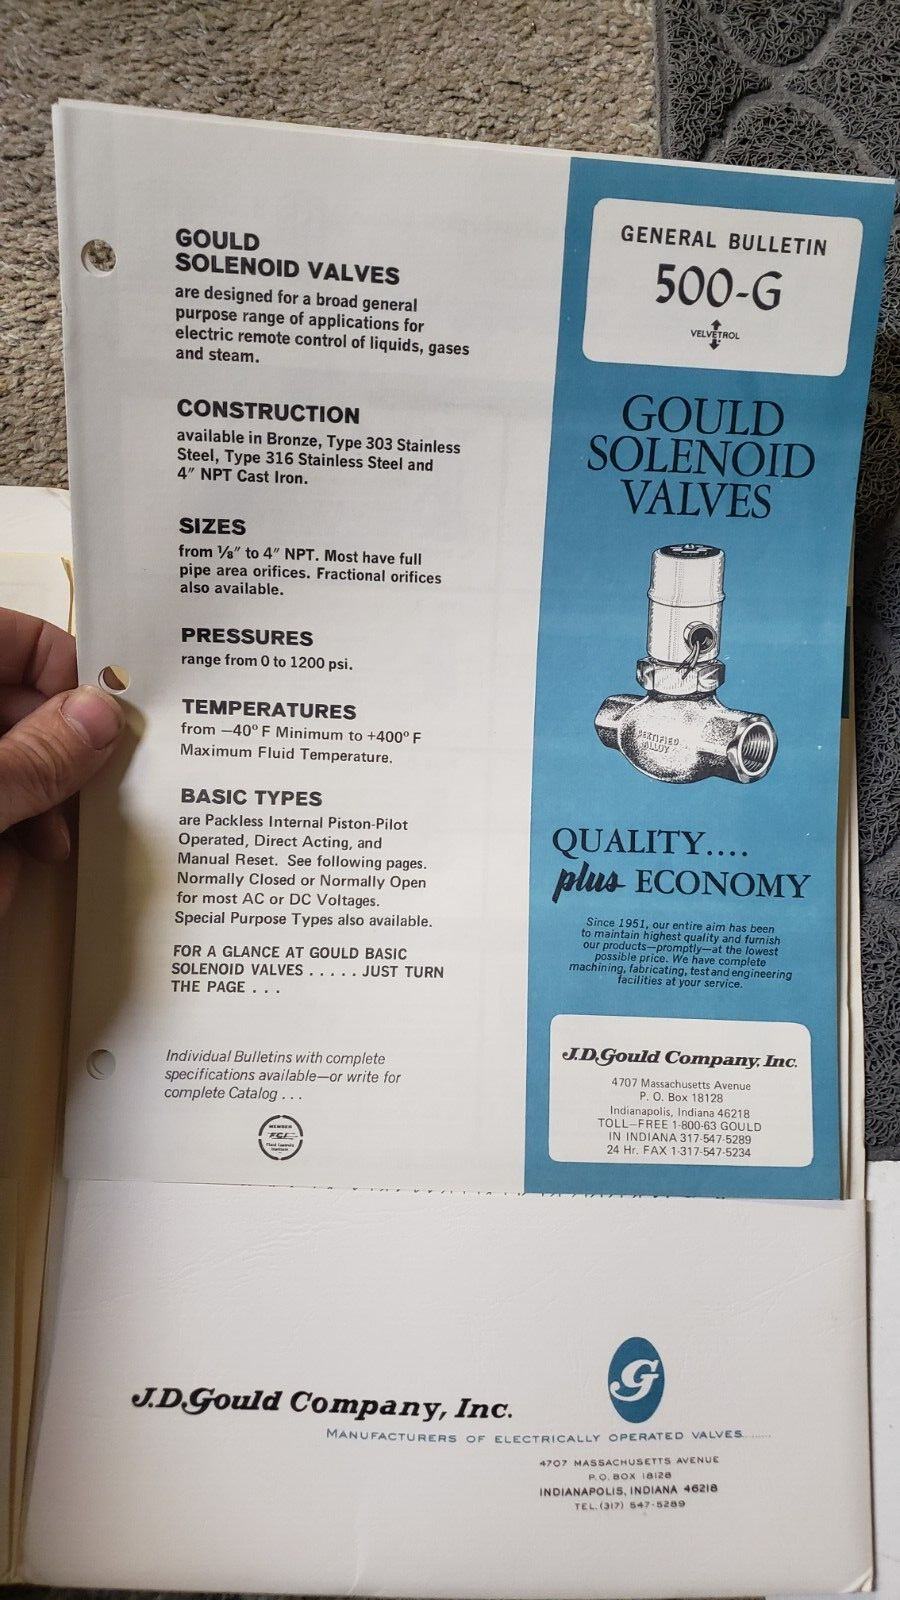 GOULD
SOLENOID VALVES
are designed for a broad general
purpose range of applications for
electric remote control of liquids, gases
and steam.
CONSTRUCTION
available in Bronze, Type 303 Stainless
Steel, Type 316 Stainless Steel and
4" NPT Cast Iron.
SIZES
from ⅛" to 4" NPT. Most have full
pipe area orifices. Fractional orifices
also available.
PRESSURES
range from 0 to 1200 psi.
TEMPERATURES
from —40° F Minimum to +400° F
Maximum Fluid Temperature.
BASIC TYPES
are Packless Internal Piston-Pilot
Operated, Direct Acting, and
Manual Reset. See following pages.
Normally Closed or Normally Open
for most AC or DC Voltages.
Special Purpose Types also available.
FOR A GLANCE AT GOULD BASIC
SOLENOID VALVES . . . . . JUST TURN
THE PAGE . . .
Individual Bulletins with complete
specifications available—or write for
complete Catalog . . .
MEMBER
FCI
Fluid Controls
Institute
GENERAL BULLETIN
500-G
VELVETROL
GOULD
SOLENOID
VALVES
CERTIFIED
ALLOY
QUALITY....
plus ECONOMY
Since 1951, our entire aim has been
to maintain highest quality and furnish
our products—promptly—at the lowest
possible price. We have complete
machining, fabricating, test and engineering
facilities at your service.
J.D.Gould Company, Inc.
4707 Massachusetts Avenue
P. O. Box 18128
Indianapolis, Indiana 46218
TOLL—FREE 1-800-63 GOULD
IN INDIANA 317-547-5289
24 Hr. FAX 1-317-547-5234
G
J.D.Gould Company, Inc.
MANUFACTURERS OF ELECTRICALLY OPERATED VALVES.......
4707 MASSACHUSETTS AVENUE
P.O. BOX 18128
INDIANAPOLIS, INDIANA 46218
TEL. (317) 547-5289